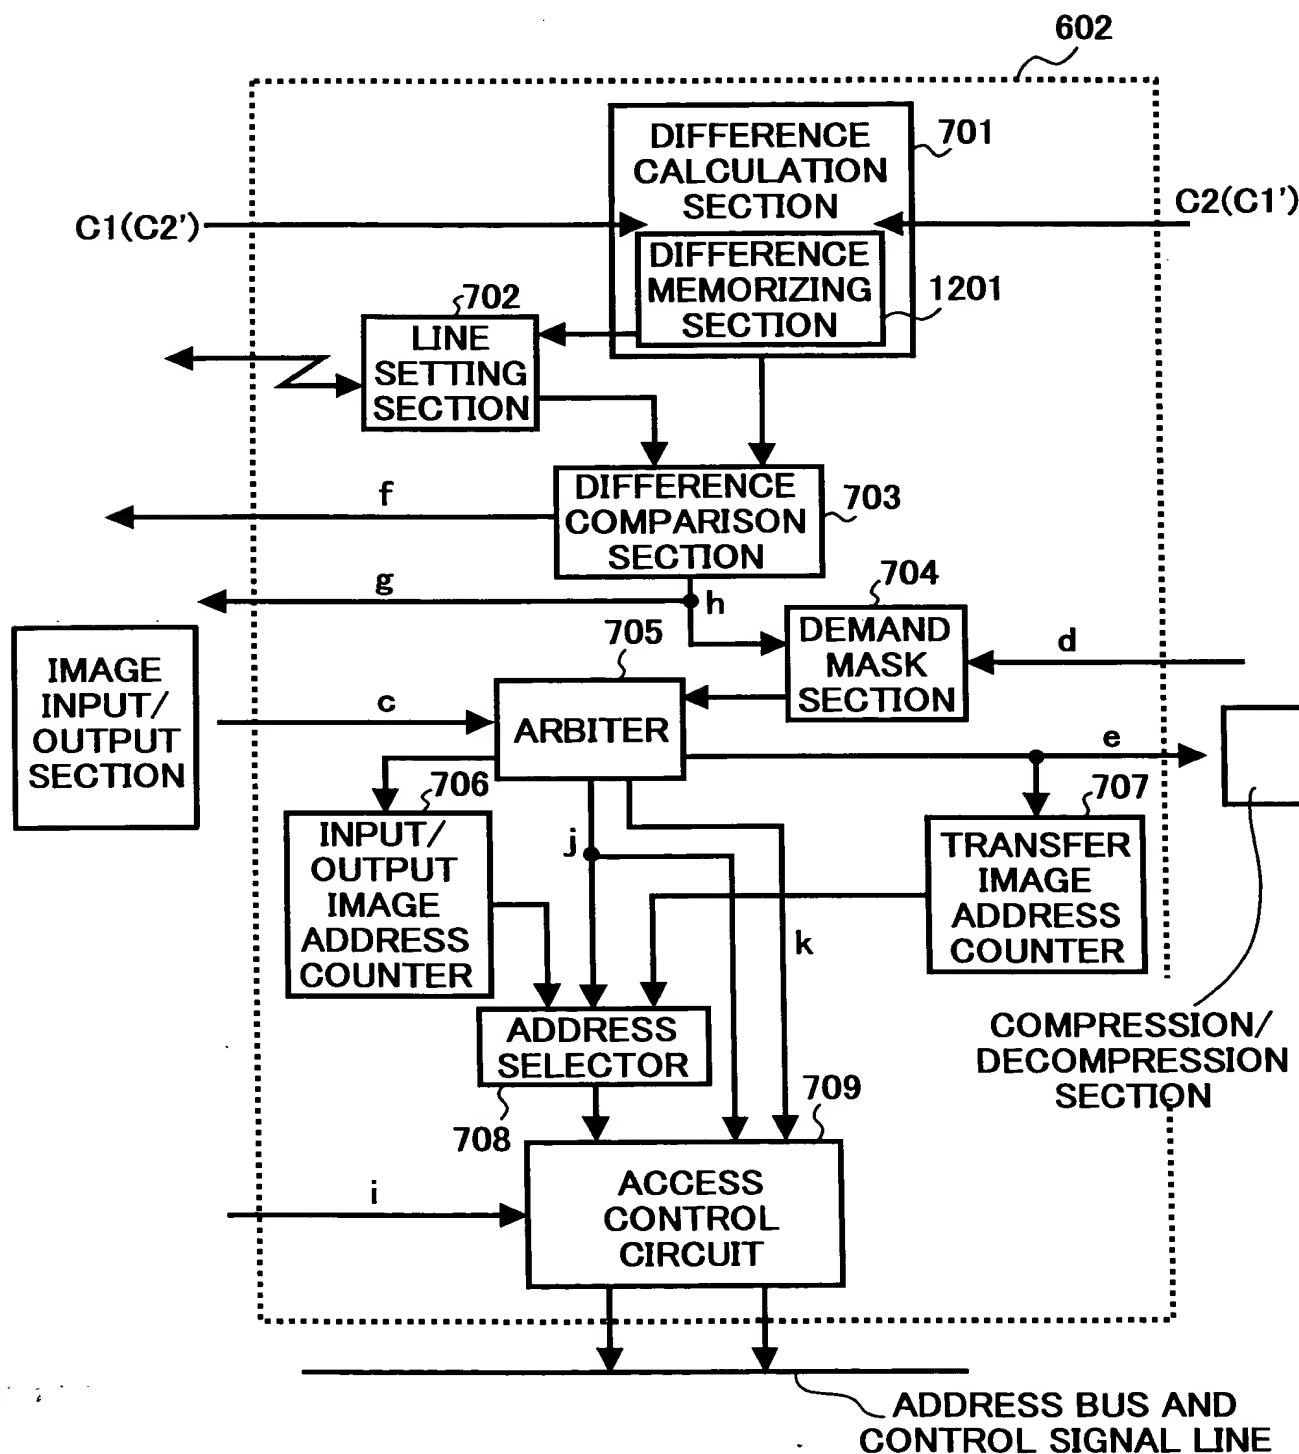 602
DIFFERENCE
CALCULATION
SECTION
701
C1(C2')
C2(C1')
DIFFERENCE
MEMORIZING
SECTION
1201
702
LINE
SETTING
SECTION
f
DIFFERENCE
COMPARISON
SECTION
703
g
h
704
DEMAND
MASK
SECTION
d
705
IMAGE
INPUT/
OUTPUT
SECTION
c
ARBITER
e
706
707
INPUT/
OUTPUT
IMAGE
ADDRESS
COUNTER
j
k
TRANSFER
IMAGE
ADDRESS
COUNTER
ADDRESS
SELECTOR
COMPRESSION/
DECOMPRESSION
SECTION
708
709
i
ACCESS
CONTROL
CIRCUIT
ADDRESS BUS AND
CONTROL SIGNAL LINE